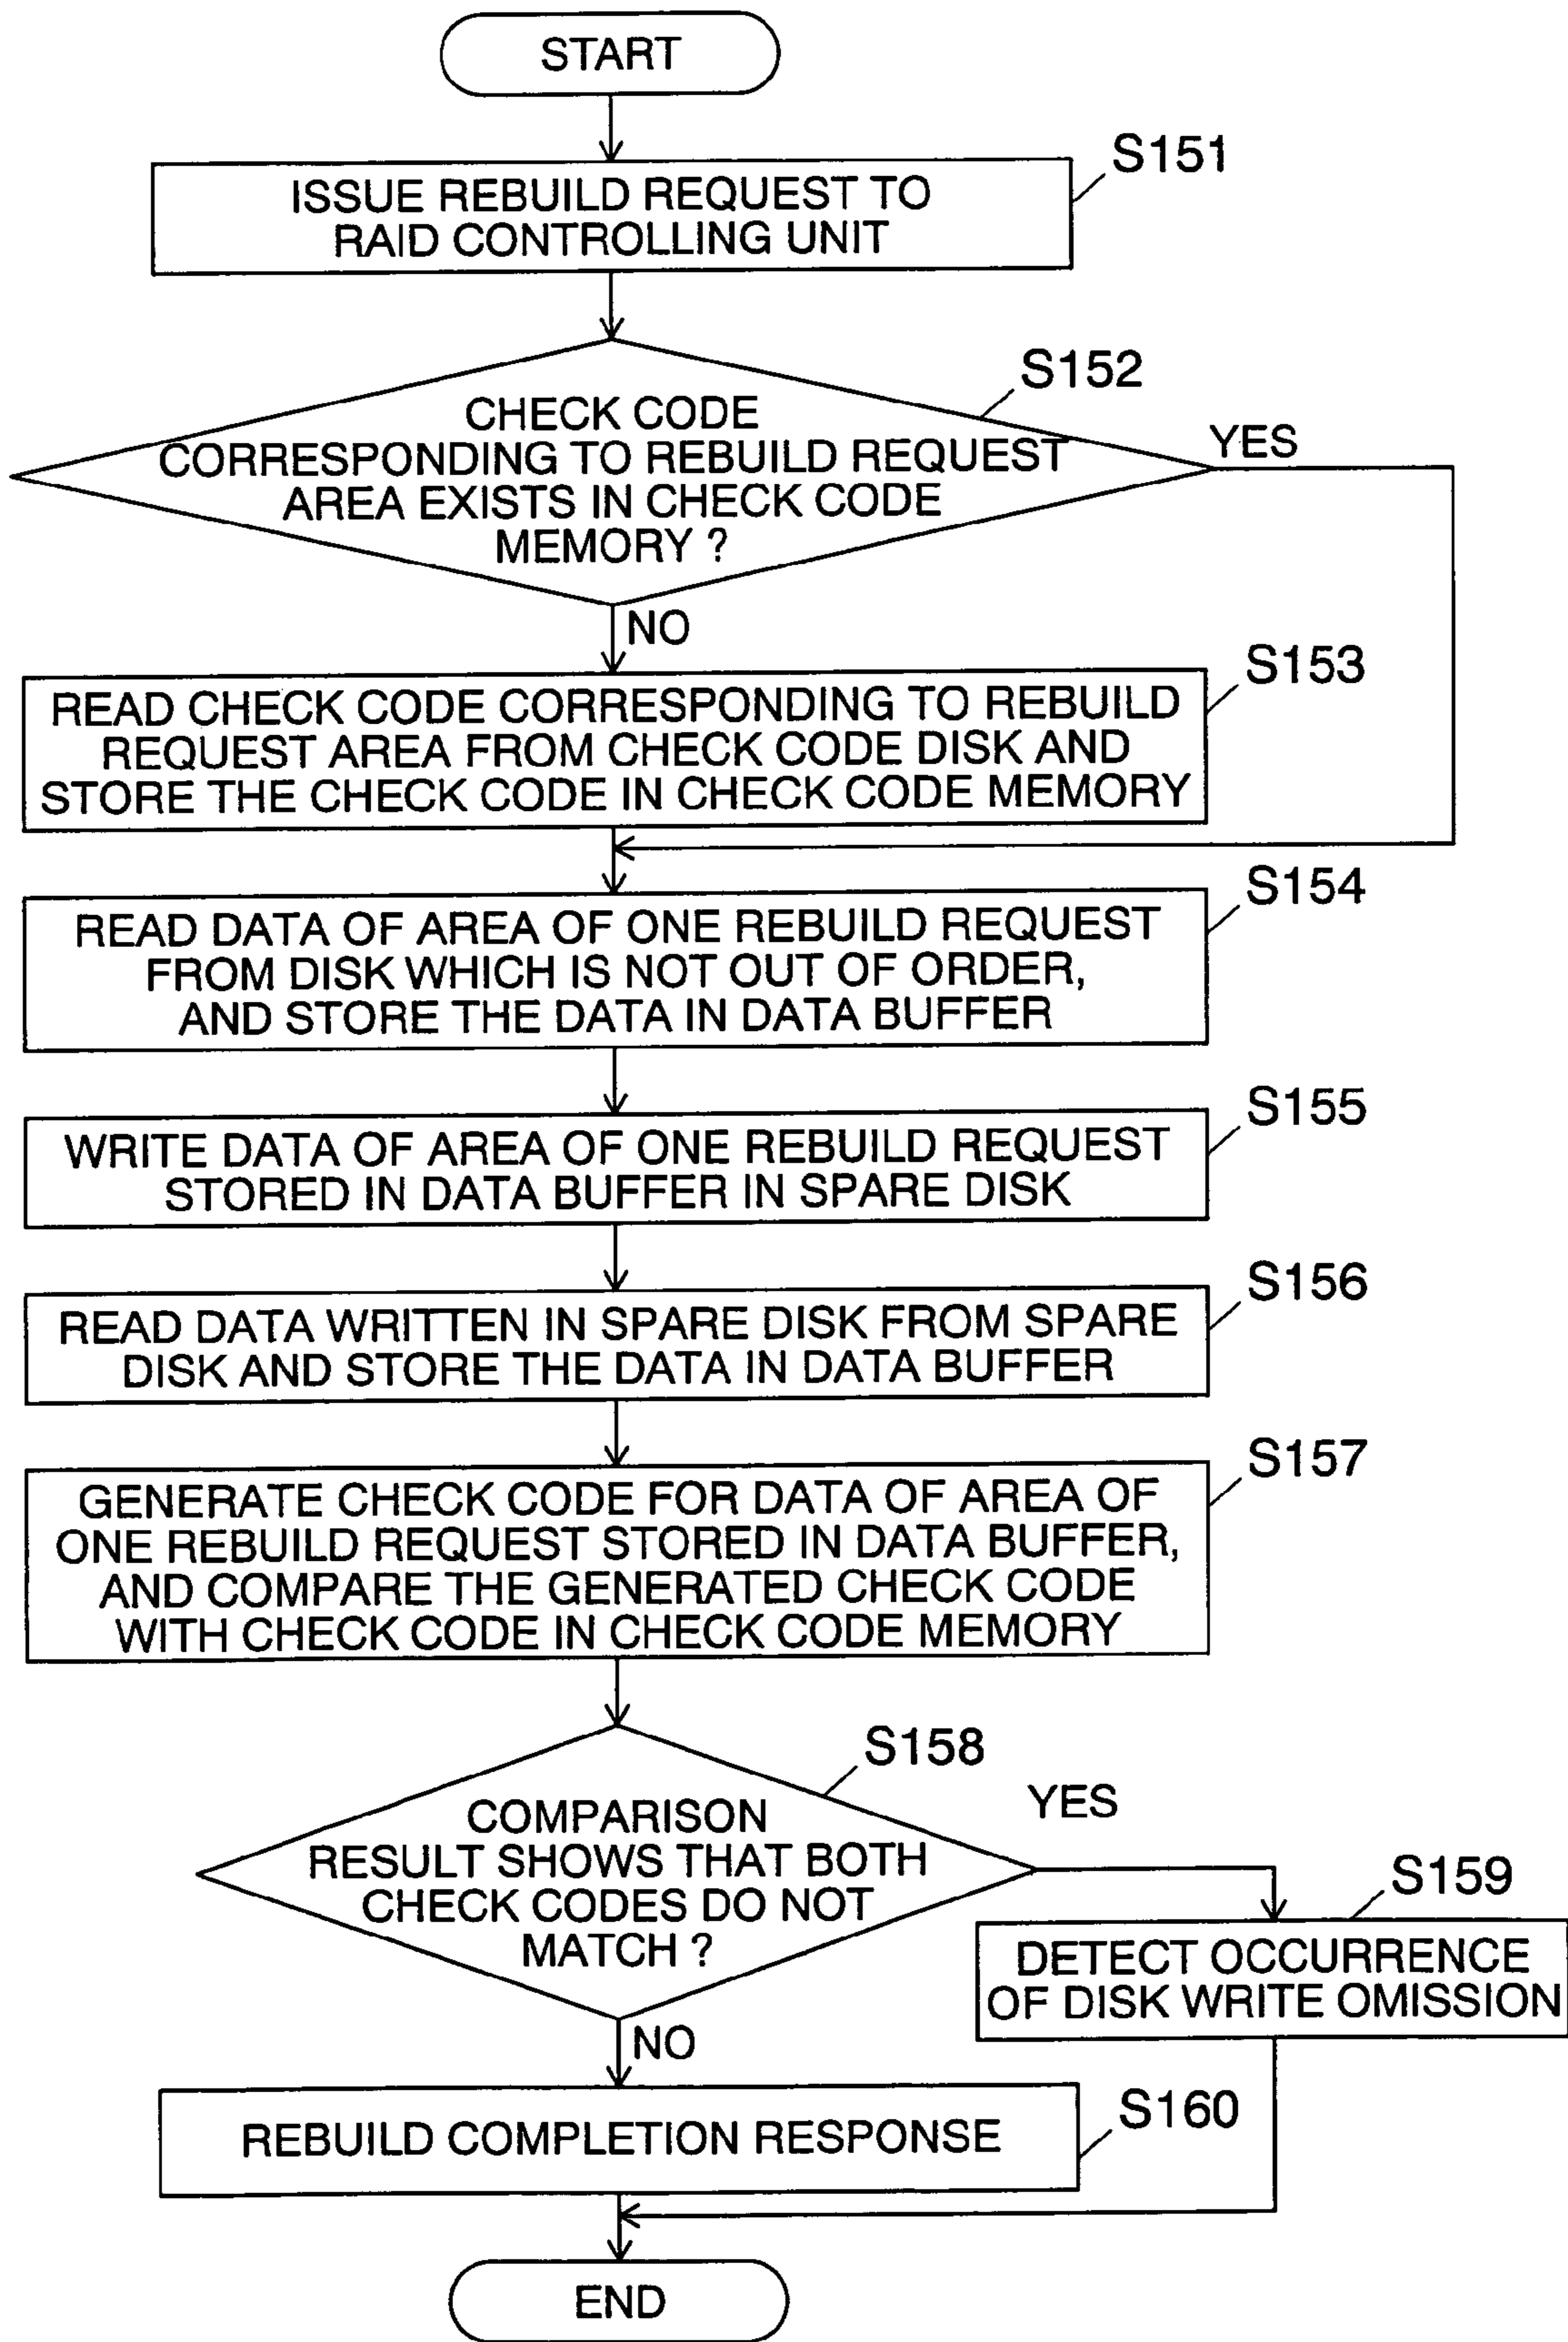 START
S151
ISSUE REBUILD REQUEST TO
RAID CONTROLLING UNIT
S152
CHECK CODE
CORRESPONDING TO REBUILD REQUEST
AREA EXISTS IN CHECK CODE
MEMORY ?
YES
NO
S153
READ CHECK CODE CORRESPONDING TO REBUILD
REQUEST AREA FROM CHECK CODE DISK AND
STORE THE CHECK CODE IN CHECK CODE MEMORY
S154
READ DATA OF AREA OF ONE REBUILD REQUEST
FROM DISK WHICH IS NOT OUT OF ORDER,
AND STORE THE DATA IN DATA BUFFER
S155
WRITE DATA OF AREA OF ONE REBUILD REQUEST
STORED IN DATA BUFFER IN SPARE DISK
S156
READ DATA WRITTEN IN SPARE DISK FROM SPARE
DISK AND STORE THE DATA IN DATA BUFFER
S157
GENERATE CHECK CODE FOR DATA OF AREA OF
ONE REBUILD REQUEST STORED IN DATA BUFFER,
AND COMPARE THE GENERATED CHECK CODE
WITH CHECK CODE IN CHECK CODE MEMORY
S158
COMPARISON
RESULT SHOWS THAT BOTH
CHECK CODES DO NOT
MATCH ?
YES
S159
DETECT OCCURRENCE
OF DISK WRITE OMISSION
NO
S160
REBUILD COMPLETION RESPONSE
END